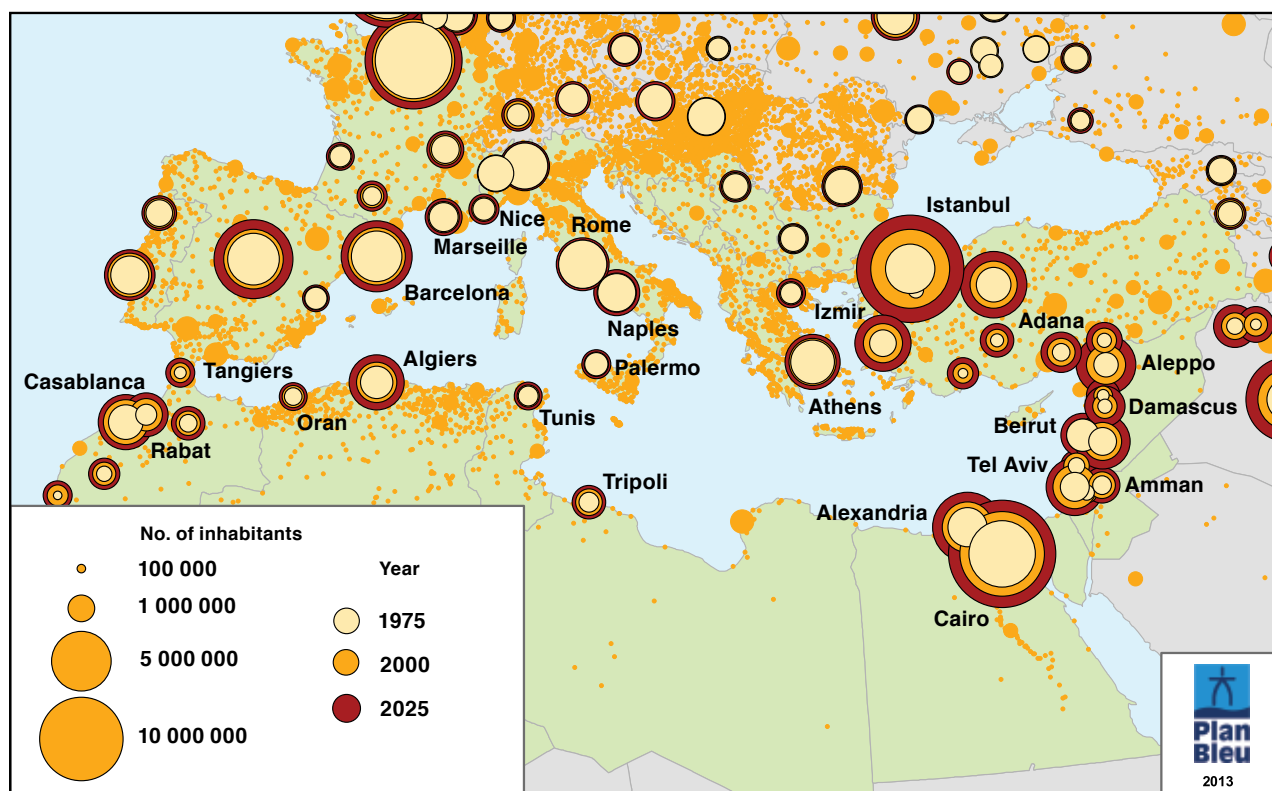 Istanbul
Nice
Rome
Marseille
Barcelona
Naples
Izmir
Adana
Algiers
Tangiers
Palermo
Aleppo
Casablanca
Athens
Damascus
Oran
Tunis
Beirut
Rabat
Tel Aviv
Tripoli
Amman
Alexandria
Cairo
No. of inhabitants
100 000
1 000 000
5 000 000
10 000 000
Year
1975
2000
2025
Plan
Bleu
2013